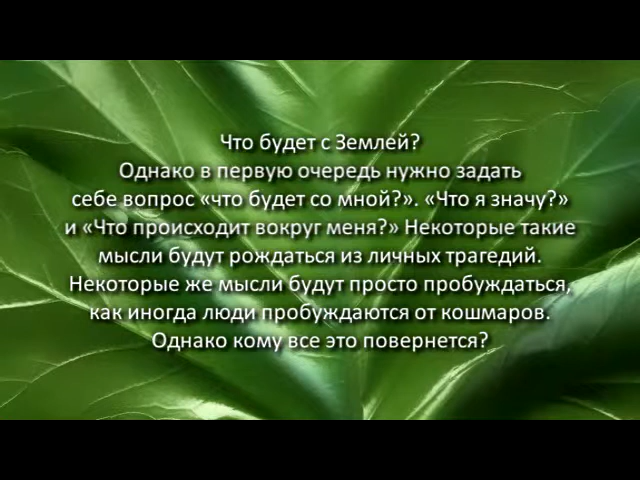 Что будет с Землей?
Однако в первую очередь нужно задать
себе вопрос «что будет со мной?». «Что я значу?»
и «Что происходит вокруг меня?» Некоторые такие
мысли будут рождаться из личных трагедий.
Некоторые же мысли будут просто пробуждаться,
как иногда люди пробуждаются от кошмаров.
Однако кому все это повернется?